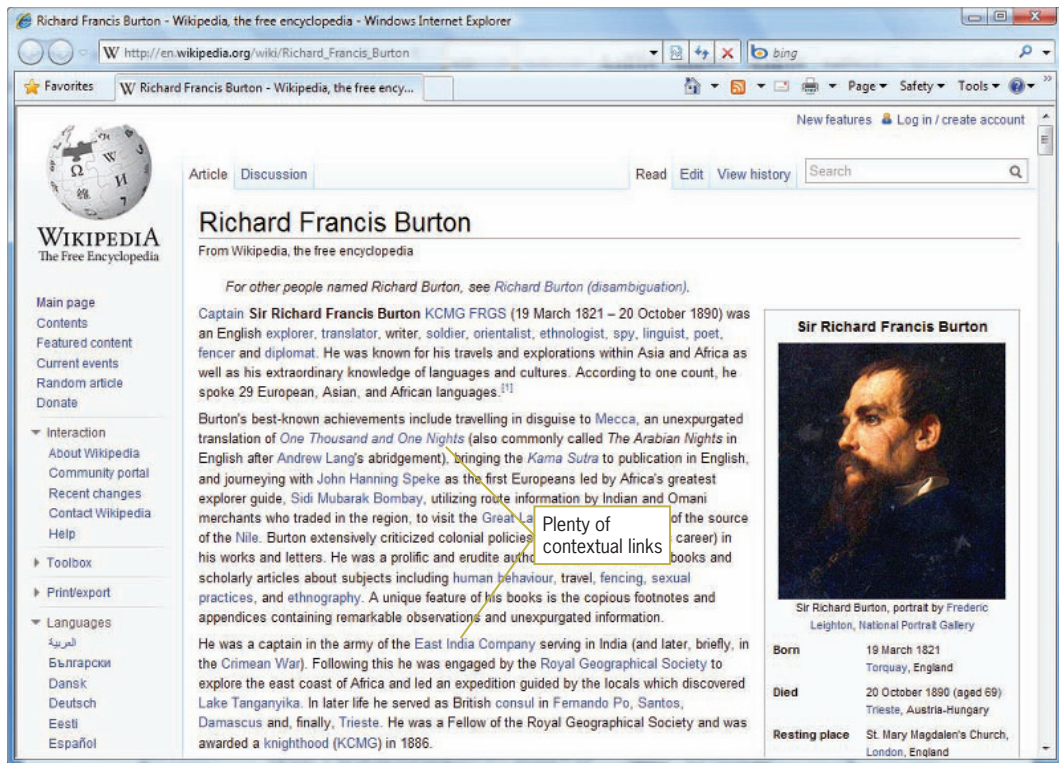 Richard Francis Burton - Wikipedia, the free encyclopedia - Windows Internet Explorer
W http://en.wikipedia.org/wiki/Richard_Francis_Burton
bing
Favorites
W Richard Francis Burton - Wikipedia, the free ency...
Page Safety Tools
New features Log in / create account
Article Discussion
Read Edit View history
Search
WIKIPEDIA
The Free Encyclopedia
Main page
Contents
Featured content
Current events
Random article
Donate
Interaction
About Wikipedia
Community portal
Recent changes
Contact Wikipedia
Help
Toolbox
Print/export
Languages
العربية
Български
Dansk
Deutsch
Eesti
Español
Richard Francis Burton
From Wikipedia, the free encyclopedia
For other people named Richard Burton, see Richard Burton (disambiguation).
Captain Sir Richard Francis Burton KCMG FRGS (19 March 1821 – 20 October 1890) was
an English explorer, translator, writer, soldier, orientalist, ethnologist, spy, linguist, poet,
fencer and diplomat. He was known for his travels and explorations within Asia and Africa as
well as his extraordinary knowledge of languages and cultures. According to one count, he
spoke 29 European, Asian, and African languages.[1]
Burton's best-known achievements include travelling in disguise to Mecca, an unexpurgated
translation of One Thousand and One Nights (also commonly called The Arabian Nights in
English after Andrew Lang's abridgement), bringing the Kama Sutra to publication in English,
and journeying with John Hanning Speke as the first Europeans led by Africa's greatest
explorer guide, Sidi Mubarak Bombay, utilizing route information by Indian and Omani
merchants who traded in the region, to visit the Great La of the source
of the Nile. Burton extensively criticized colonial policies career) in
his works and letters. He was a prolific and erudite autho books and
scholarly articles about subjects including human behaviour, travel, fencing, sexual
practices, and ethnography. A unique feature of his books is the copious footnotes and
appendices containing remarkable observations and unexpurgated information.
Plenty of
contextual links
He was a captain in the army of the East India Company serving in India (and later, briefly, in
the Crimean War). Following this he was engaged by the Royal Geographical Society to
explore the east coast of Africa and led an expedition guided by the locals which discovered
Lake Tanganyika. In later life he served as British consul in Fernando Po, Santos,
Damascus and, finally, Trieste. He was a Fellow of the Royal Geographical Society and was
awarded a knighthood (KCMG) in 1886.
Sir Richard Francis Burton
Sir Richard Burton, portrait by Frederic
Leighton, National Portrait Gallery
Born 19 March 1821
Torquay, England
Died 20 October 1890 (aged 69)
Trieste, Austria-Hungary
Resting place St. Mary Magdalen's Church,
London, England